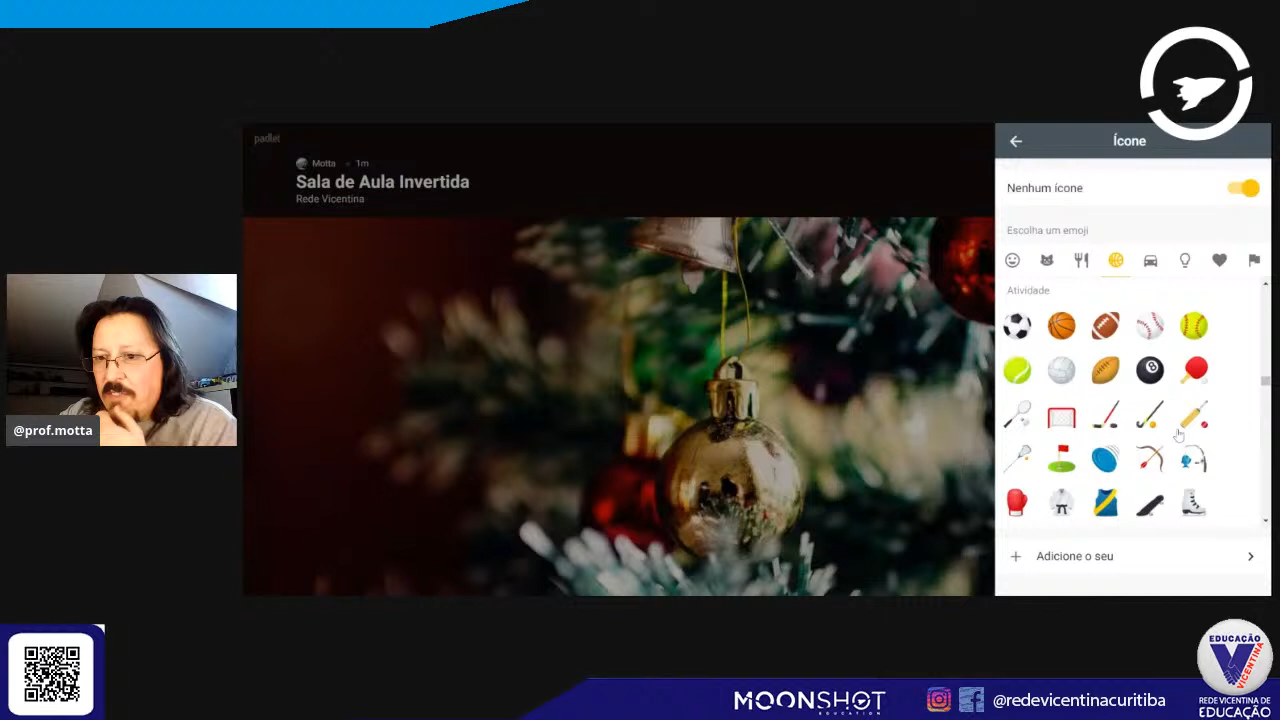 padlet
Motta 1m
Sala de Aula Invertida
Rede Vicentina
Ícone
Nenhum ícone
Escolha um emoji
Atividade
8
Adicione o seu
@prof.motta
MOONSHOT
EDUCATION
@redevicentinacuritiba
EDUCAÇÃO
VICENTINA
REDE VICENTINA DE
EDUCAÇÃO